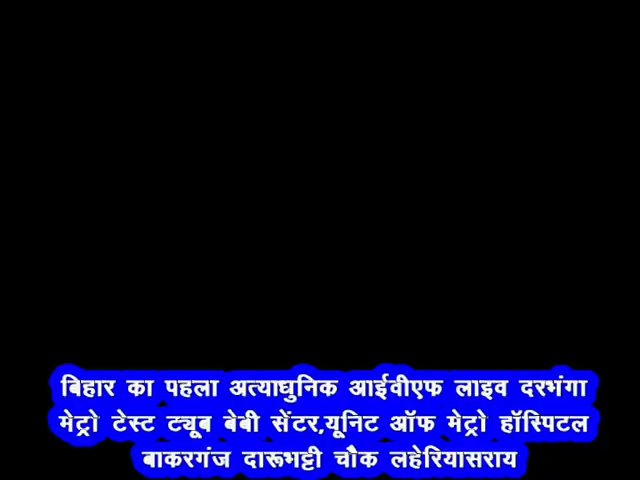 बिहार का पहला अत्याधुनिक आईवीएफ लाइव दरभंगा
मेट्रो टेस्ट ट्यूब बेबी सेंटर,यूनिट ऑफ मेट्रो हॉस्पिटल
बाकरगंज दारूभट्टी चौक लहेरियासराय